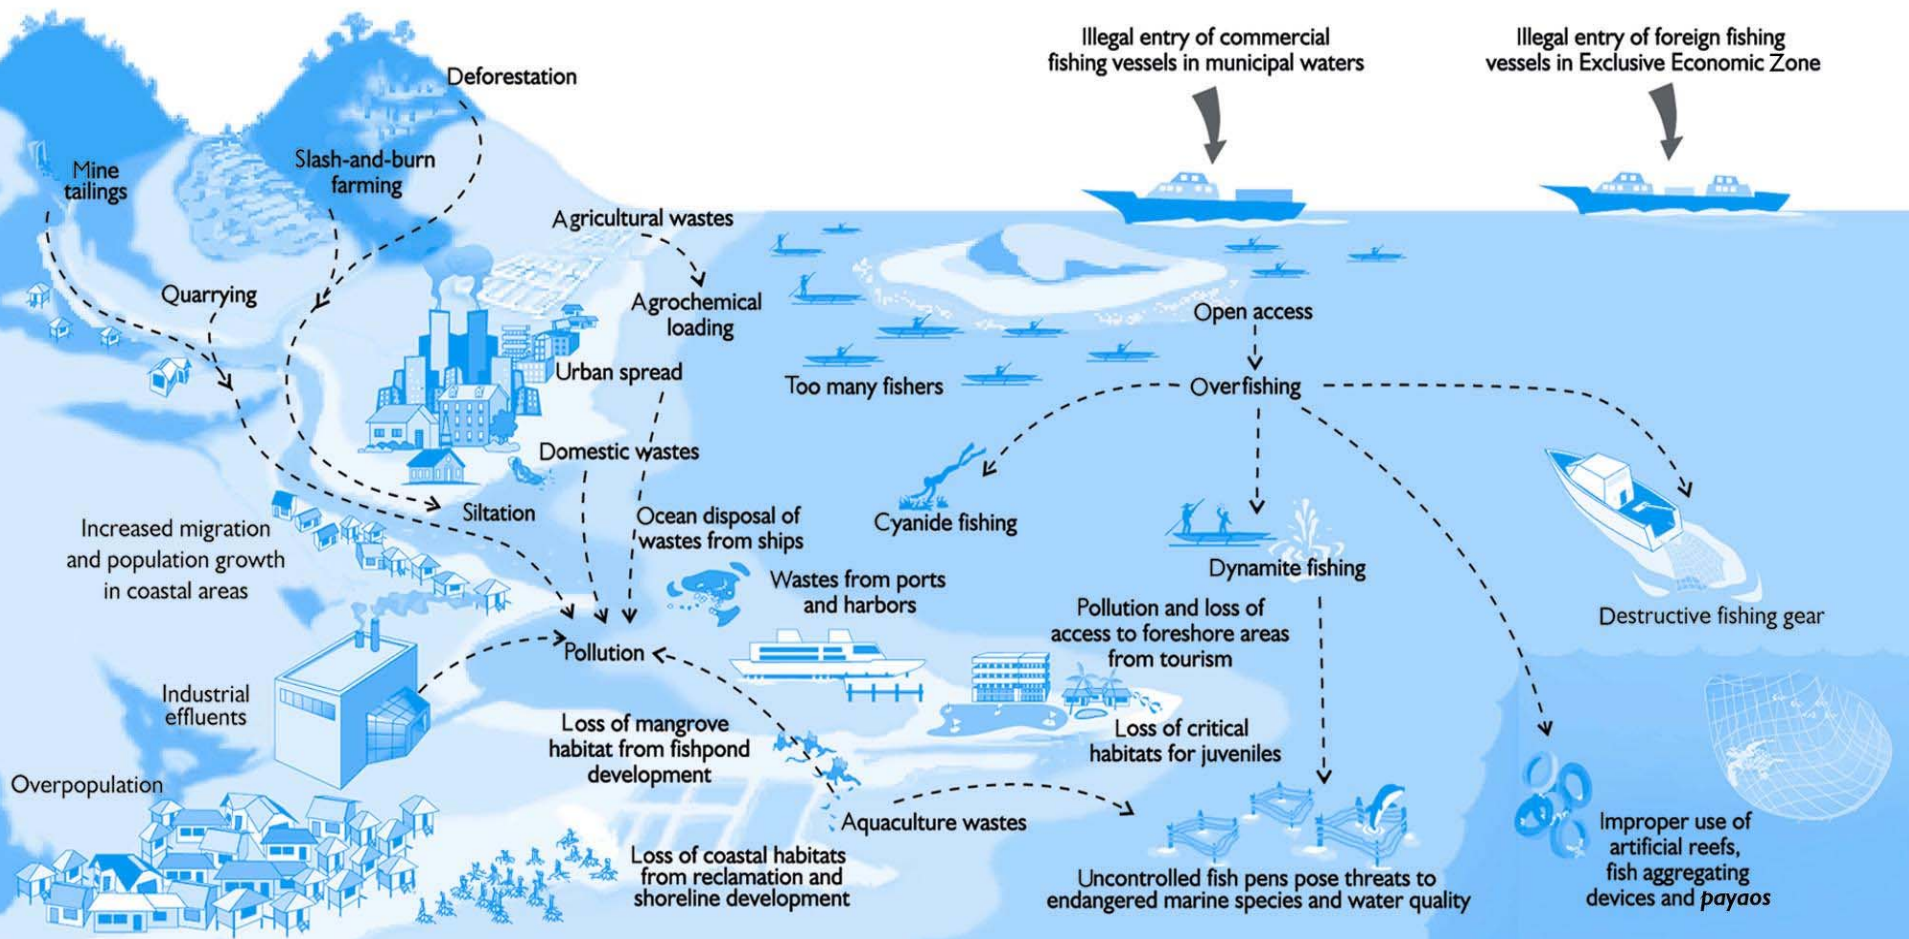 Illegal entry of commercial
fishing vessels in municipal waters
Illegal entry of foreign fishing
vessels in Exclusive Economic Zone
Deforestation
Slash-and-burn
farming
Mine
tailings
Agricultural wastes
Quarrying
Agrochemical
loading
Open access
Urban spread
Too many fishers
Overfishing
Domestic wastes
Siltation
Ocean disposal of
wastes from ships
Cyanide fishing
Increased migration
and population growth
in coastal areas
Wastes from ports
and harbors
Dynamite fishing
Pollution and loss of
access to foreshore areas
from tourism
Destructive fishing gear
Pollution
Industrial
effluents
Loss of mangrove
habitat from fishpond
development
Loss of critical
habitats for juveniles
Overpopulation
Aquaculture wastes
Loss of coastal habitats
from reclamation and
shoreline development
Uncontrolled fish pens pose threats to
endangered marine species and water quality
Improper use of
artificial reefs,
fish aggregating
devices and payaos